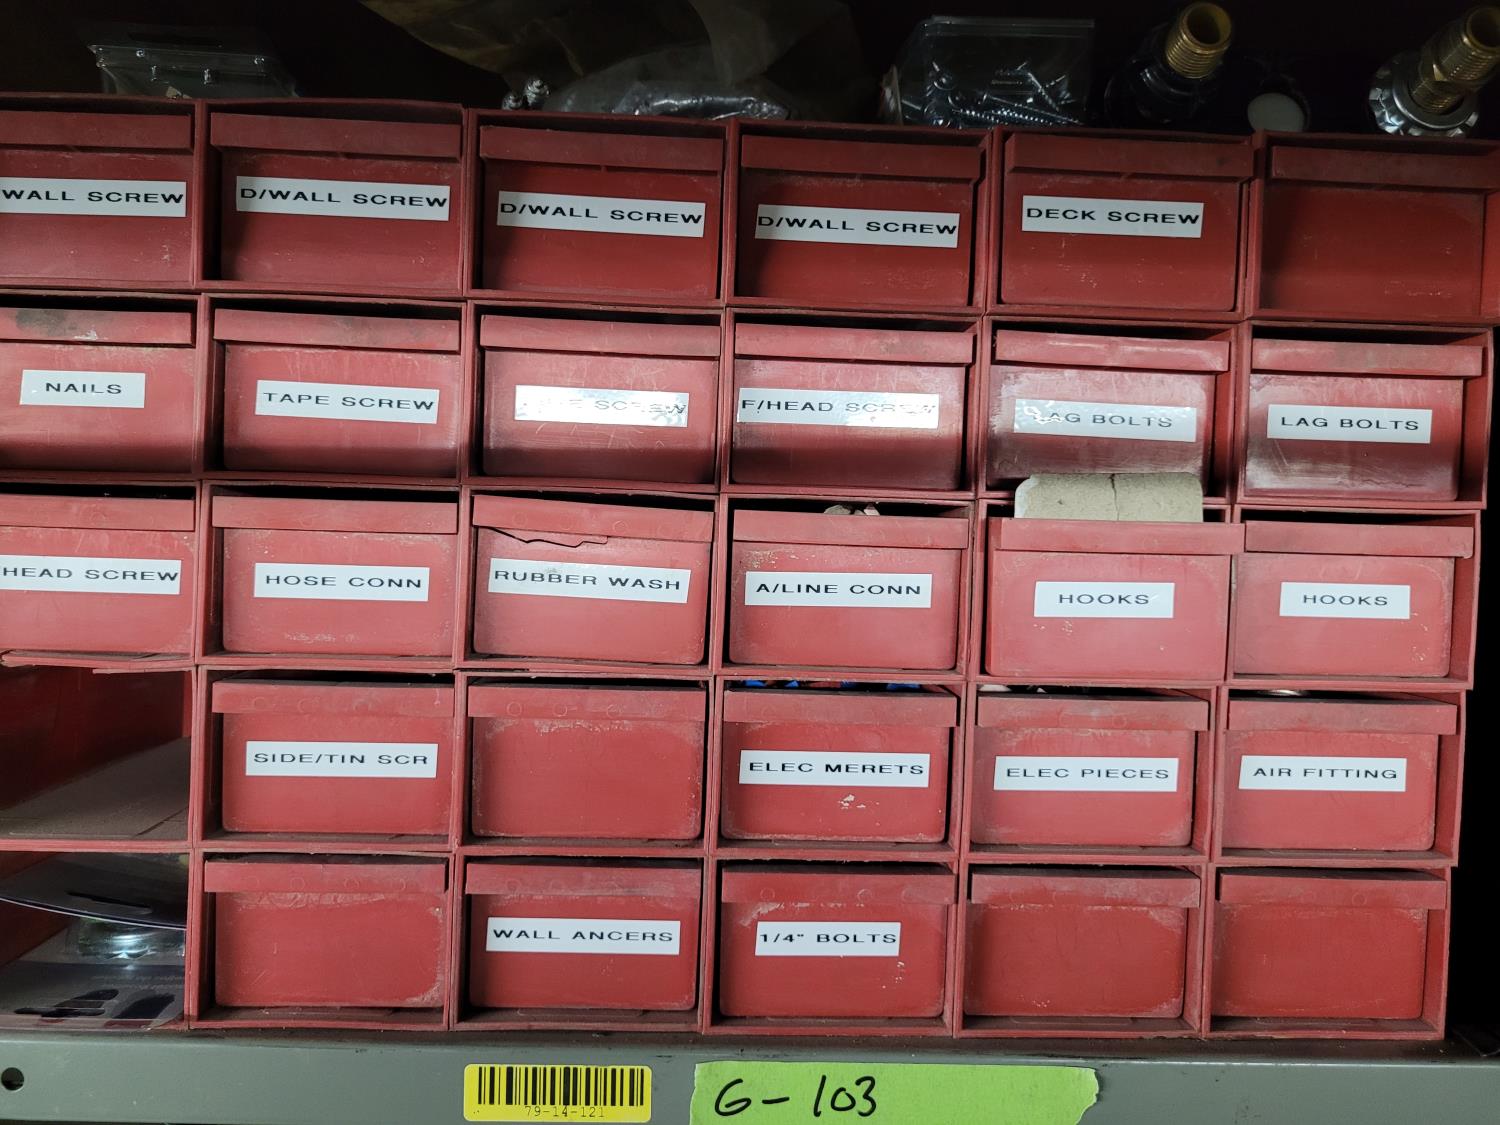 WALL SCREW
D/WALL SCREW
D/WALL SCREW
D/WALL SCREW
DECK SCREW
NAILS
TAPE SCREW
SCREW
F/HEAD SCREW
LAG BOLTS
LAG BOLTS
HEAD SCREW
HOSE CONN
RUBBER WASH
A/LINE CONN
HOOKS
HOOKS
SIDE/TIN SCR
ELEC MERETS
ELEC PIECES
AIR FITTING
WALL ANCERS
1/4" BOLTS
79-14-121
G-103